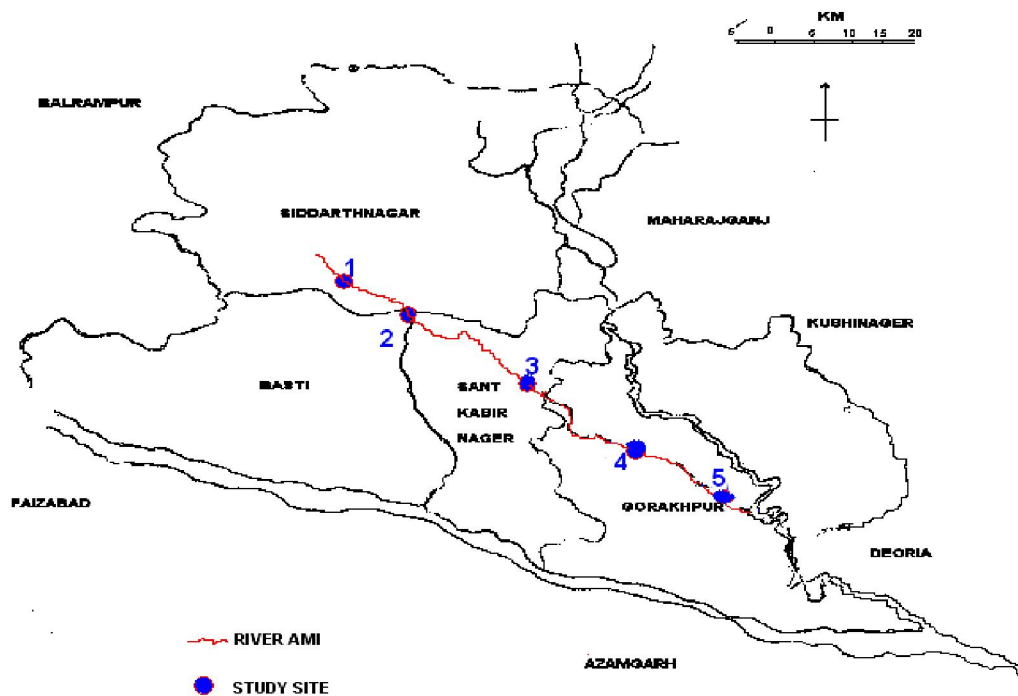 KM
5 0 5 10 15 20
BALRAMPUR
SIDDARTHNAGAR
MAHARAJGANJ
1
KUSHINAGER
2
3
BASTI
SANT
KABIR
NAGER
4
5
FAIZABAD
GORAKHPUR
DEORIA
RIVER AMI
AZAMGARH
STUDY SITE